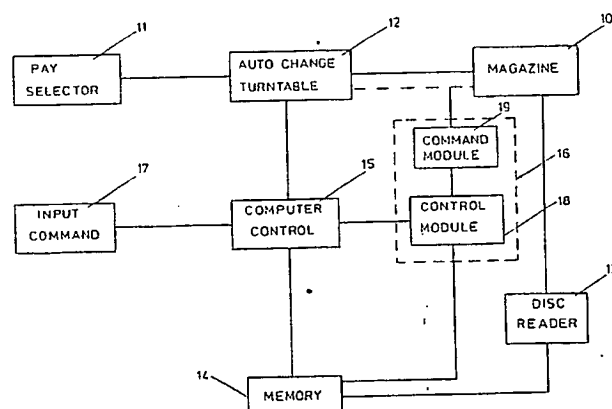 11
12
10
PAY
SELECTOR
AUTO CHANGE
TURNTABLE
MAGAZINE
19
COMMAND
MODULE
16
17
15
18
INPUT
COMMAND
COMPUTER
CONTROL
CONTROL
MODULE
DISC
READER
14
MEMORY